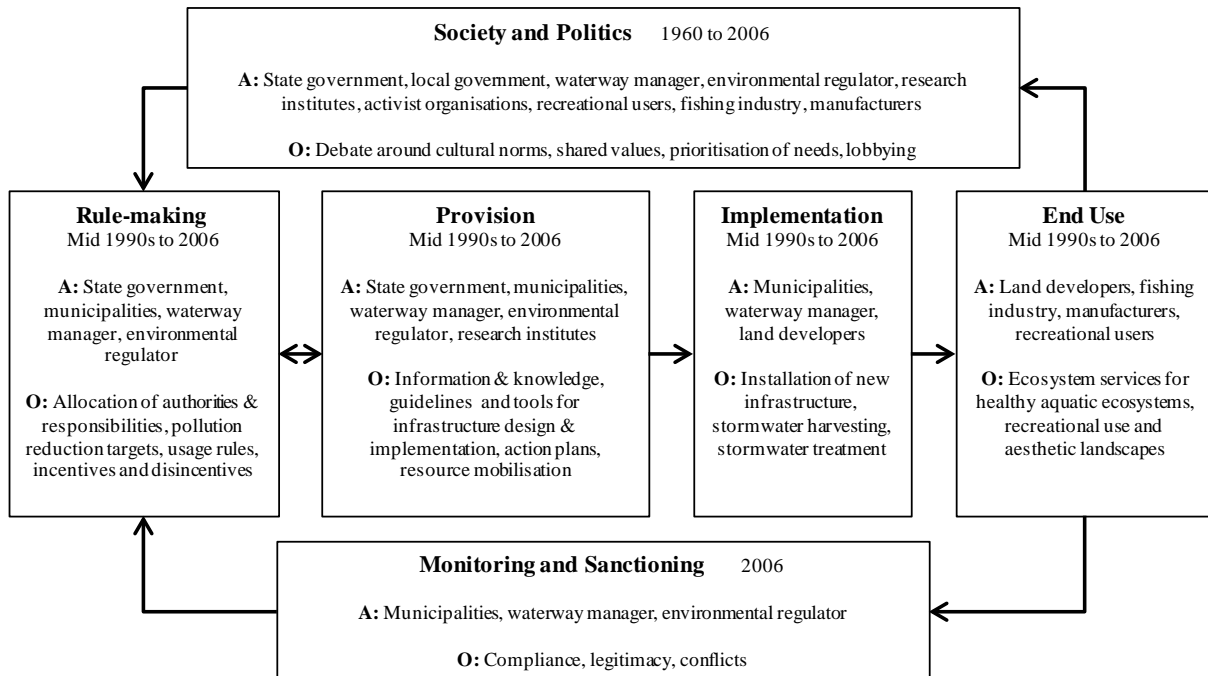 Society and Politics 1960 to 2006
A: State government, local government, waterway manager, environmental regulator, research
institutes, activist organisations, recreational users, fishing industry, manufacturers
O: Debate around cultural norms, shared values, prioritisation of needs, lobbying
Rule-making
Mid 1990s to 2006
A: State government,
municipalities, waterway
manager, environmental
regulator
O: Allocation of authorities &
responsibilities, pollution
reduction targets, usage rules,
incentives and disincentives
Provision
Mid 1990s to 2006
A: State government, municipalities,
waterway manager, environmental
regulator, research institutes
O: Information & knowledge,
guidelines and tools for
infrastructure design &
implementation, action plans,
resource mobilisation
Implementation
Mid 1990s to 2006
A: Municipalities,
waterway manager,
land developers
O: Installation of new
infrastructure,
stormwater harvesting,
stormwater treatment
End Use
Mid 1990s to 2006
A: Land developers, fishing
industry, manufacturers,
recreational users
O: Ecosystem services for
healthy aquatic ecosystems,
recreational use and
aesthetic landscapes
Monitoring and Sanctioning 2006
A: Municipalities, waterway manager, environmental regulator
O: Compliance, legitimacy, conflicts